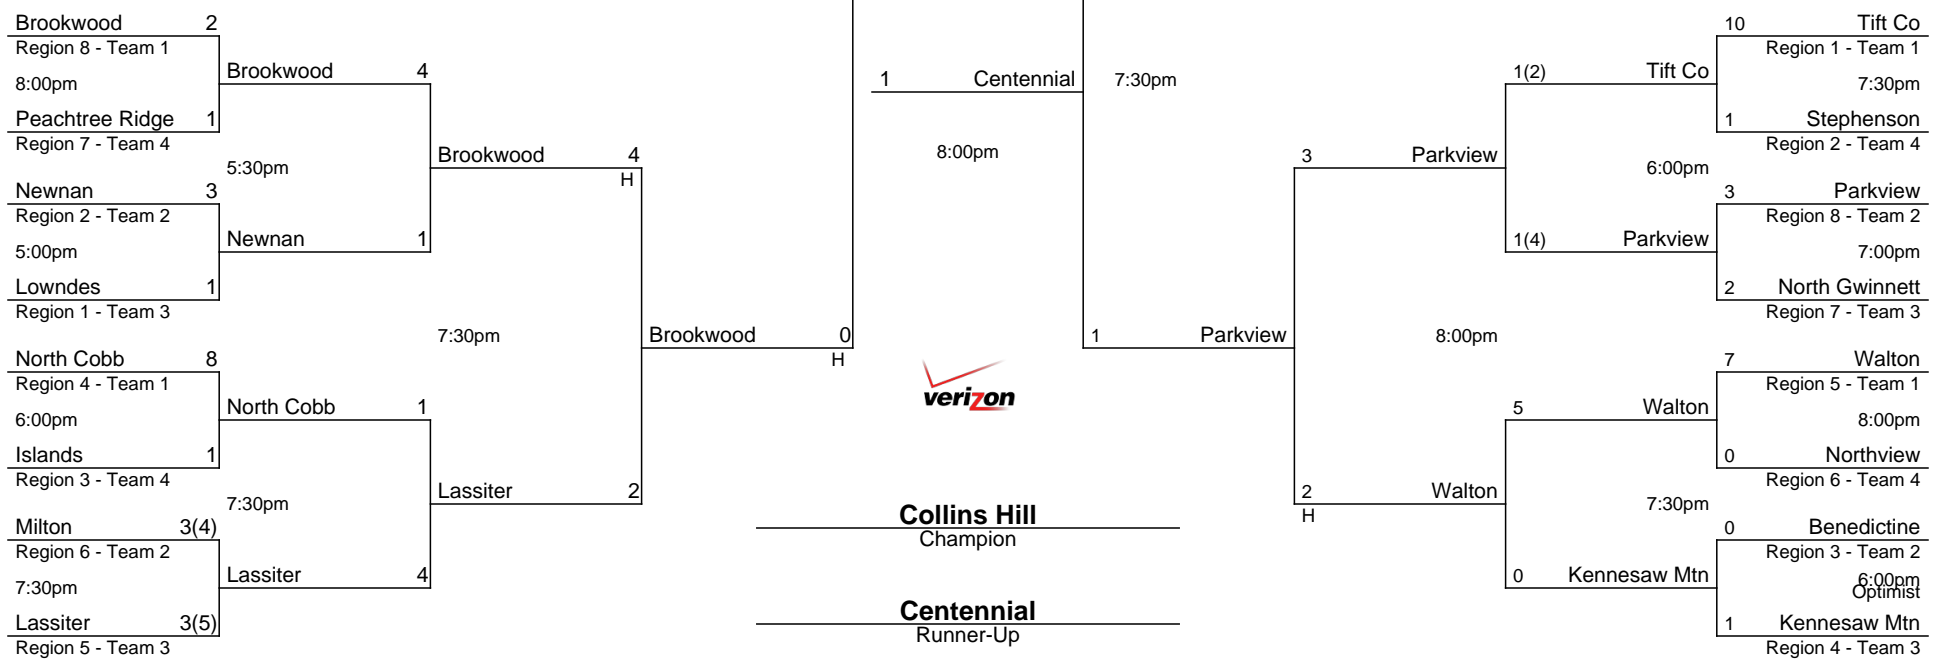 Brookwood 2
Region 8 - Team 1
8:00pm
Peachtree Ridge 1
Region 7 - Team 4
Newnan 3
Region 2 - Team 2
5:00pm
Lowndes 1
Region 1 - Team 3
North Cobb 8
Region 4 - Team 1
6:00pm
Islands 1
Region 3 - Team 4
Milton 3(4)
Region 6 - Team 2
7:30pm
Lassiter 3(5)
Region 5 - Team 3
Brookwood 4
5:30pm
Newnan 1
North Cobb 1
7:30pm
Lassiter 4
Brookwood 4
H
7:30pm
Lassiter 2
Brookwood 0
H
1 Centennial
8:00pm
7:30pm
verizon
Collins Hill
Champion
Centennial
Runner-Up
1 Parkview
3 Parkview
8:00pm
2 Walton
H
1(2) Tift Co
6:00pm
1(4) Parkview
5 Walton
7:30pm
0 Kennesaw Mtn
10 Tift Co
Region 1 - Team 1
7:30pm
1 Stephenson
Region 2 - Team 4
3 Parkview
Region 8 - Team 2
7:00pm
2 North Gwinnett
Region 7 - Team 3
7 Walton
Region 5 - Team 1
8:00pm
0 Northview
Region 6 - Team 4
0 Benedictine
Region 3 - Team 2
6:00pm
Optimist
1 Kennesaw Mtn
Region 4 - Team 3